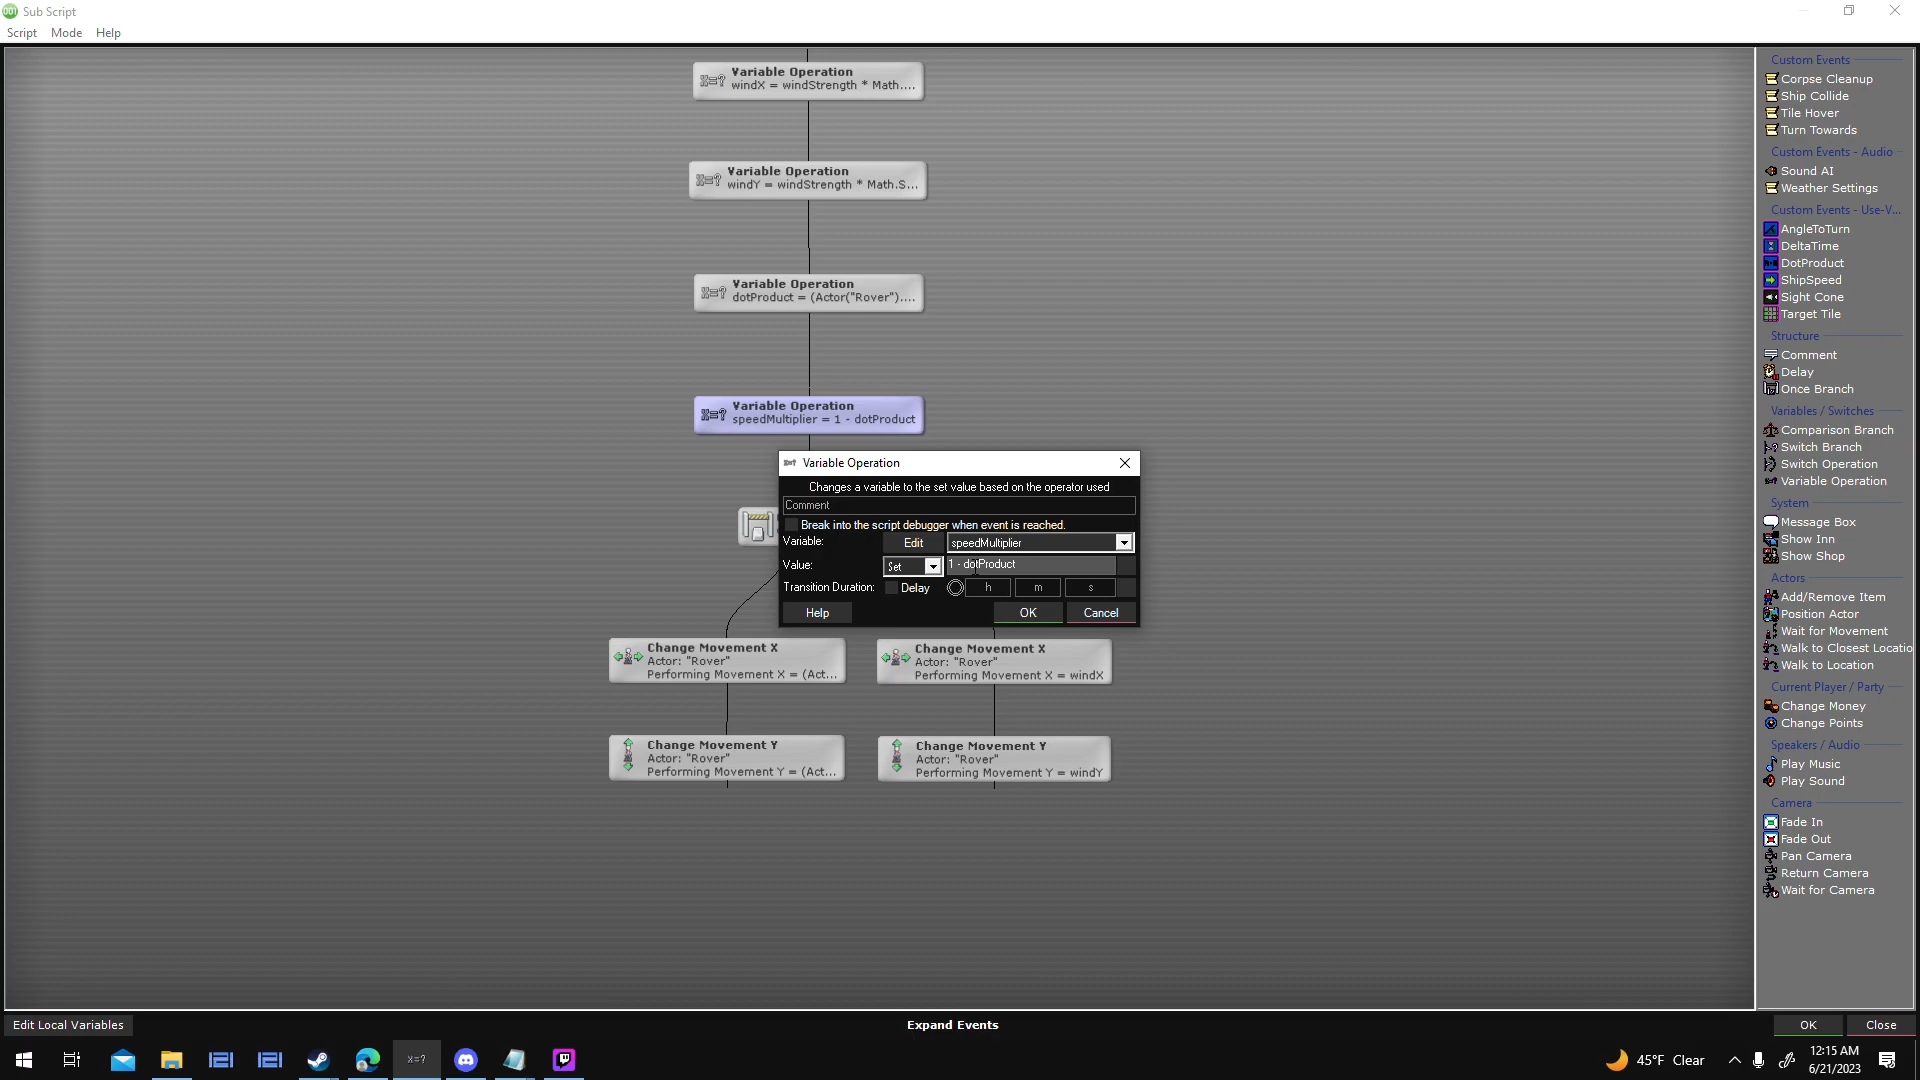 Sub Script
Script Mode Help
Variable Operation
windX = windStrength * Math....
Variable Operation
windY = windStrength * Math.S...
Variable Operation
dotProduct = (Actor("Rover")....
Variable Operation
speedMultiplier = 1 - dotProduct
Variable Operation
Changes a variable to the set value based on the operator used
Comment
Break into the script debugger when event is reached.
Variable: Edit speedMultiplier
Value: Set 1 - dotProduct
Transition Duration: Delay h m s
Help OK Cancel
Change Movement X
Actor: "Rover"
Performing Movement X = (Act...
Change Movement X
Actor: "Rover"
Performing Movement X = windX
Change Movement Y
Actor: "Rover"
Performing Movement Y = (Act...
Change Movement Y
Actor: "Rover"
Performing Movement Y = windY
Custom Events
Corpse Cleanup
Ship Collide
Tile Hover
Turn Towards
Custom Events - Audio
Sound AI
Weather Settings
Custom Events - Use-V...
AngleToTurn
DeltaTime
DotProduct
ShipSpeed
Sight Cone
Target Tile
Structure
Comment
Delay
Once Branch
Variables / Switches
Comparison Branch
Switch Branch
Switch Operation
Variable Operation
System
Message Box
Show Inn
Show Shop
Actors
Add/Remove Item
Position Actor
Wait for Movement
Walk to Closest Locatio
Walk to Location
Current Player / Party
Change Money
Change Points
Speakers / Audio
Play Music
Play Sound
Camera
Fade In
Fade Out
Pan Camera
Return Camera
Wait for Camera
Edit Local Variables
Expand Events
OK Close
45°F Clear
12:15 AM
6/21/2023